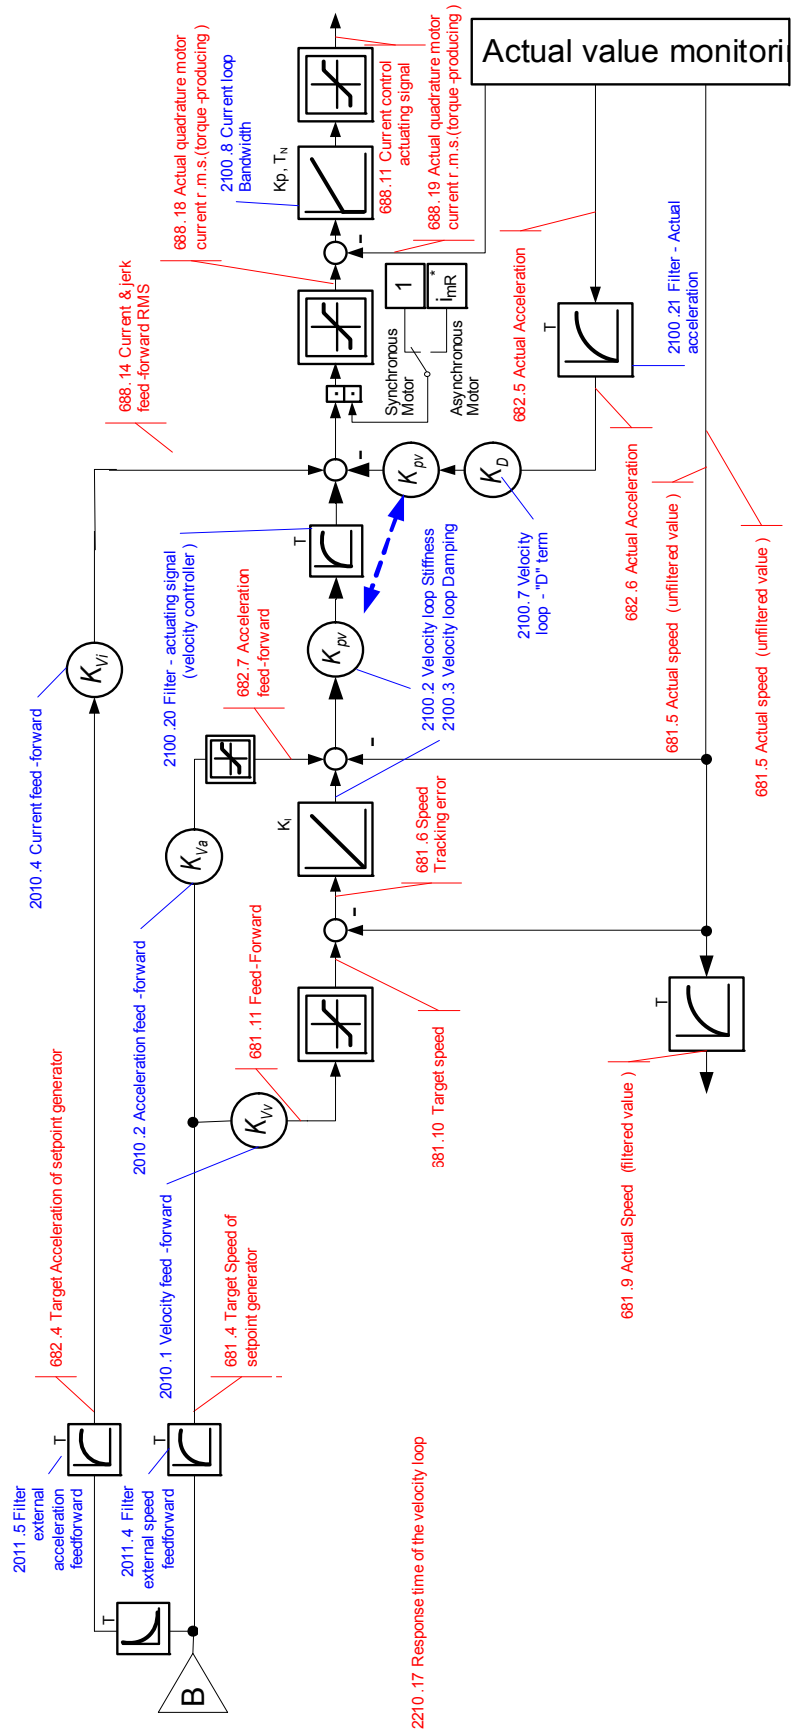 Actual value monitori
688.18 Actual quadrature motor
current r.m.s.(torque-producing)
2100.8 Current loop
Bandwidth
Kp, TN
688.11 Current control
actuating signal
688.19 Actual quadrature motor
current r.m.s.(torque-producing)
688.14 Current & jerk
feed-forward RMS
-
1
imR*
Synchronous
Motor
Asynchronous
Motor
:
682.5 Actual Acceleration
T
2100.21 Filter - Actual
acceleration
-
Kpv
KD
2100.7 Velocity
loop - "D" term
682.6 Actual Acceleration
681.5 Actual speed (unfiltered value)
681.5 Actual speed (unfiltered value)
T
2100.20 Filter - actuating signal
(velocity controller)
KVi
2010.4 Current feed-forward
682.7 Acceleration
feed-forward
Kpv
2100.2 Velocity loop Stiffness
2100.3 Velocity loop Damping
-
KI
681.6 Speed
Tracking error
KVa
2010.2 Acceleration feed-forward
-
681.11 Feed-Forward
681.10 Target speed
T
681.9 Actual Speed (filtered value)
KVv
2010.1 Velocity feed-forward
682.4 Target Acceleration of setpoint generator
681.4 Target Speed of
setpoint generator
T
2011.5 Filter
external
acceleration
feedforward
T
2011.4 Filter
external speed
feedforward
T
B
2210.17 Response time of the velocity loop